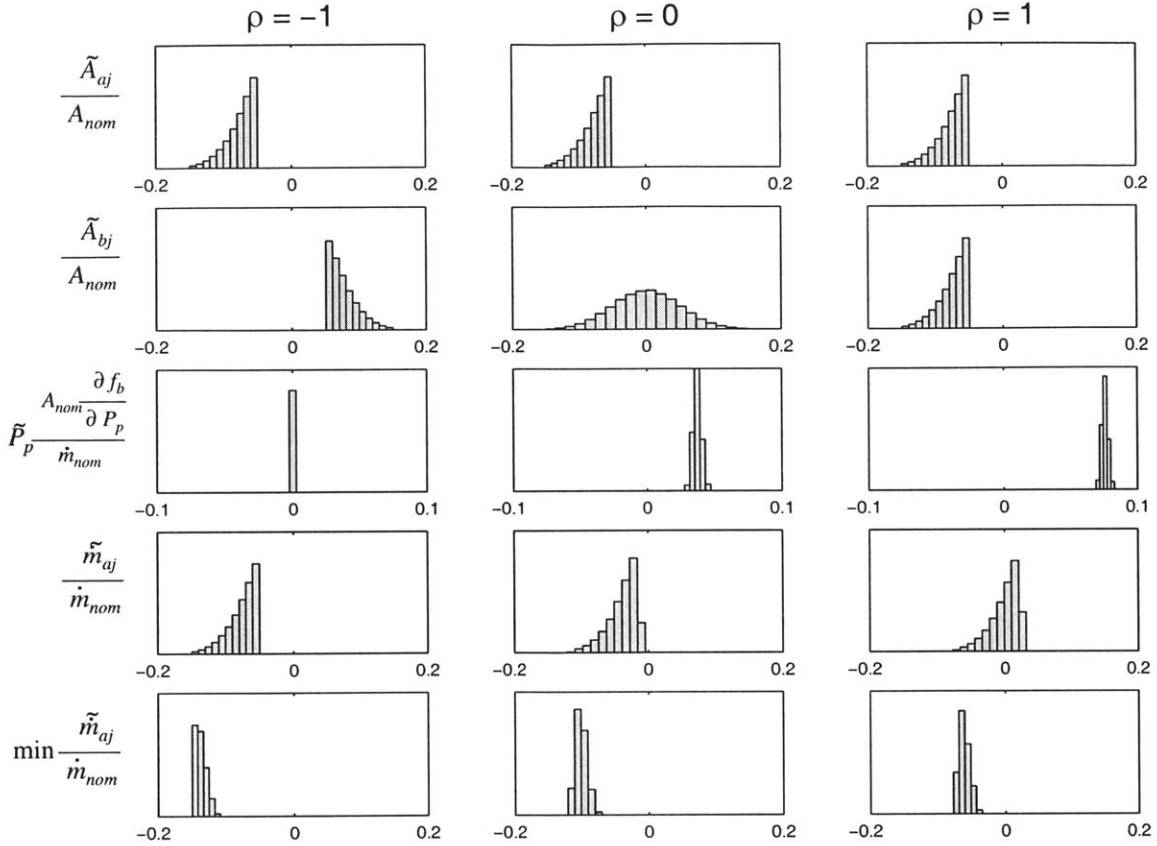 ρ = −1 ρ = 0 ρ = 1
Ã_aj
A_nom
−0.2 0 0.2 −0.2 0 0.2 −0.2 0 0.2
Ã_bj
A_nom
−0.2 0 0.2 −0.2 0 0.2 −0.2 0 0.2
P̃_p A_nom ∂f_b
∂P_p
ṁ_nom
−0.1 0 0.1 −0.1 0 0.1 −0.1 0 0.1
ṁ̃_aj
ṁ_nom
−0.2 0 0.2 −0.2 0 0.2 −0.2 0 0.2
min ṁ̃_aj
ṁ_nom
−0.2 0 0.2 −0.2 0 0.2 −0.2 0 0.2